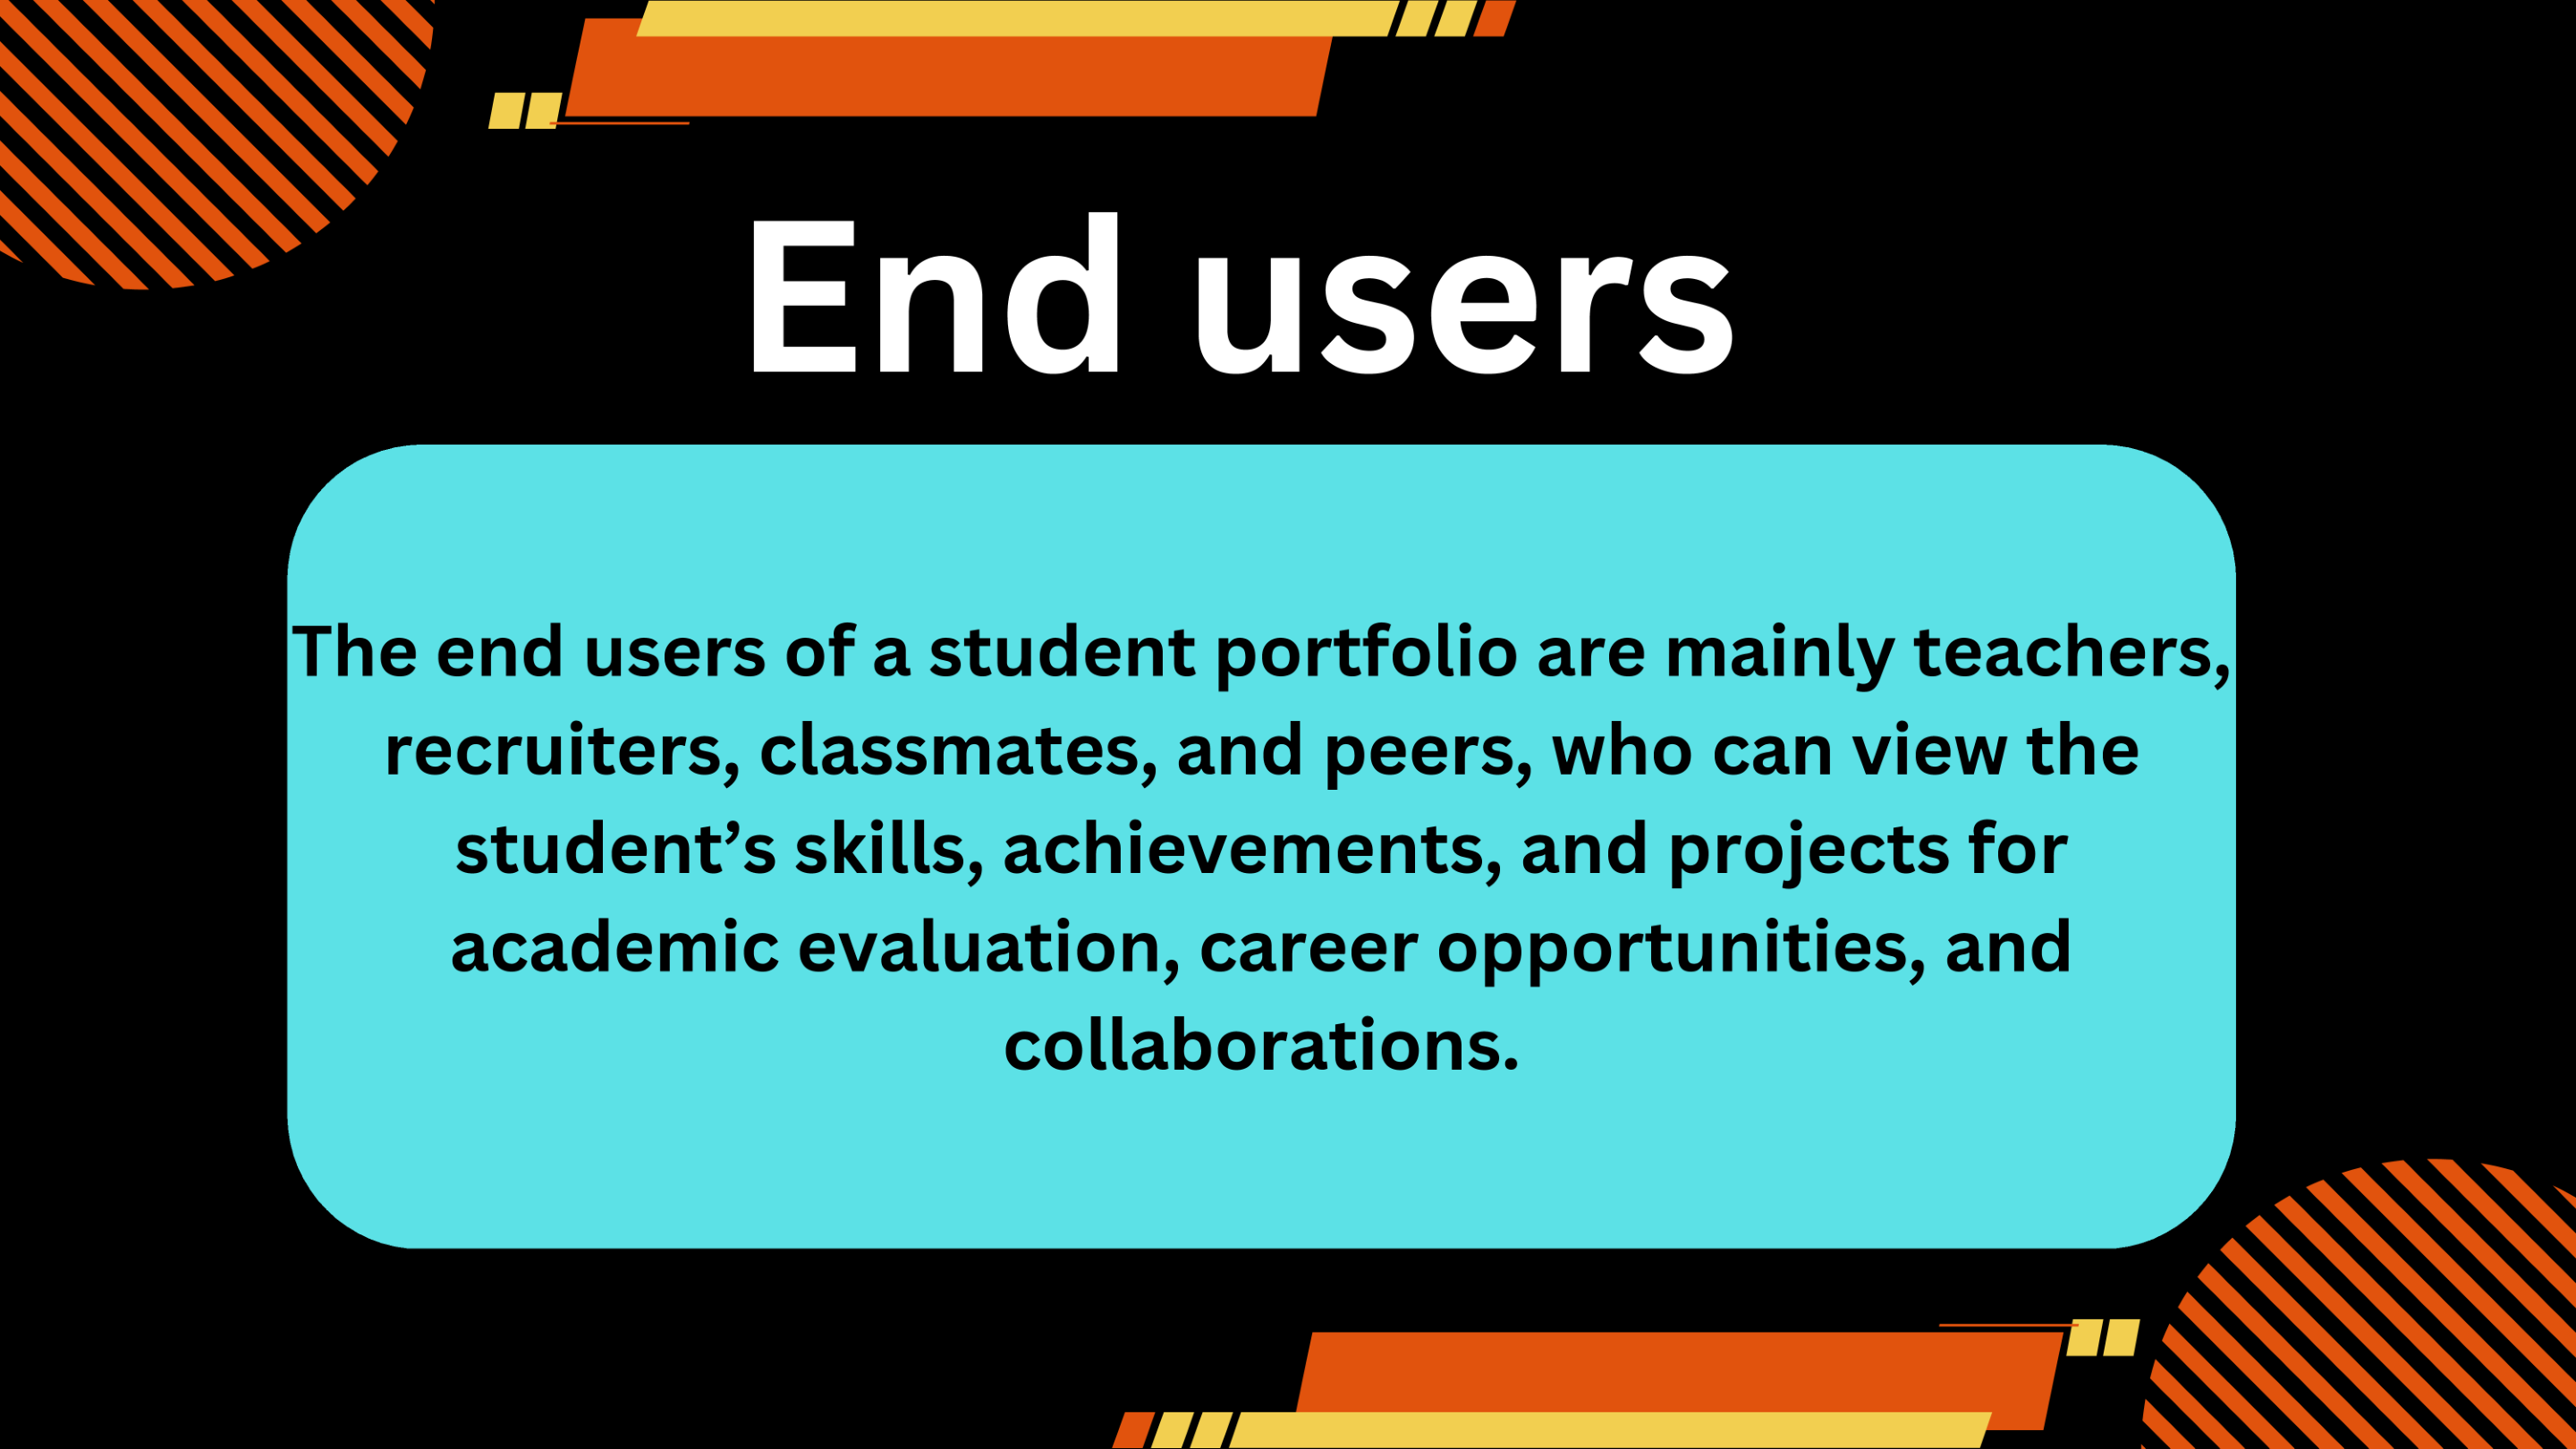 End users
The end users of a student portfolio are mainly teachers,
recruiters, classmates, and peers, who can view the
student’s skills, achievements, and projects for
academic evaluation, career opportunities, and
collaborations.